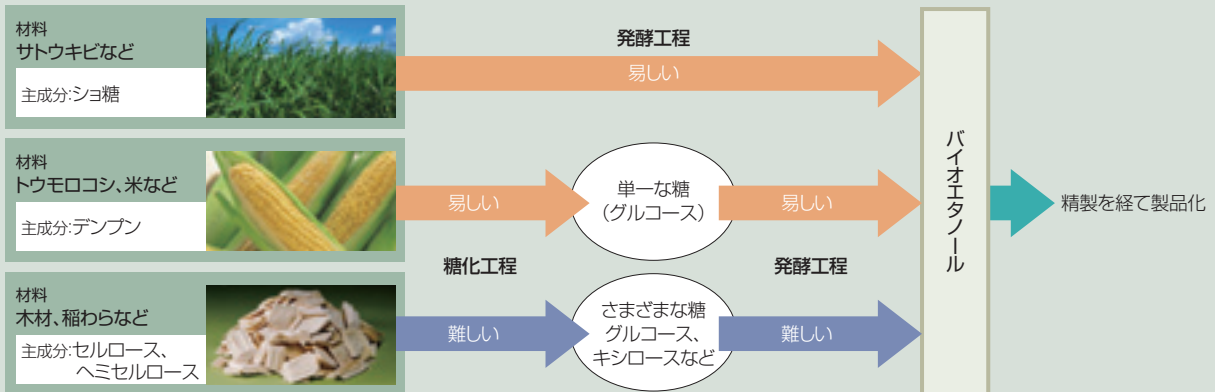 材料
サトウキビなど
主成分:ショ糖
発酵工程
易しい
材料
トウモロコシ、米など
主成分:デンプン
易しい
単一な糖
(グルコース)
易しい
糖化工程
発酵工程
材料
木材、稲わらなど
主成分:セルロース、
ヘミセルロース
難しい
さまざまな糖
グルコース、
キシロースなど
難しい
バイオエタノール
精製を経て製品化